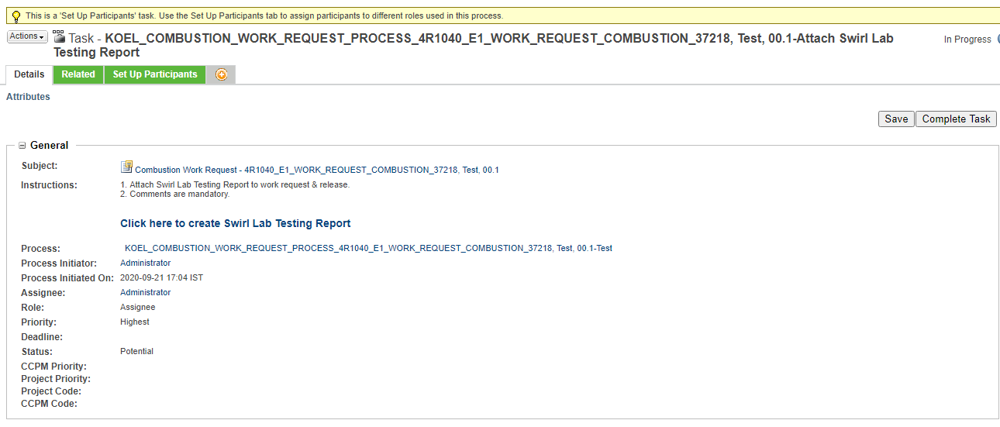 This is a 'Set Up Participants' task. Use the Set Up Participants tab to assign participants to different roles used in this process.
Actions
Task - KOEL_COMBUSTION_WORK_REQUEST_PROCESS_4R1040_E1_WORK_REQUEST_COMBUSTION_37218, Test, 00.1-Attach Swirl Lab
Testing Report
In Progress
Details
Related
Set Up Participants
Attributes
Save
Complete Task
General
Subject: Combustion Work Request - 4R1040_E1_WORK_REQUEST_COMBUSTION_37218, Test, 00.1
Instructions: 1. Attach Swirl Lab Testing Report to work request & release.
2. Comments are mandatory.
Click here to create Swirl Lab Testing Report
Process: KOEL_COMBUSTION_WORK_REQUEST_PROCESS_4R1040_E1_WORK_REQUEST_COMBUSTION_37218, Test, 00.1-Test
Process Initiator: Administrator
Process Initiated On: 2020-09-21 17:04 IST
Assignee: Administrator
Role: Assignee
Priority: Highest
Deadline:
Status: Potential
CCPM Priority:
Project Priority:
Project Code:
CCPM Code: